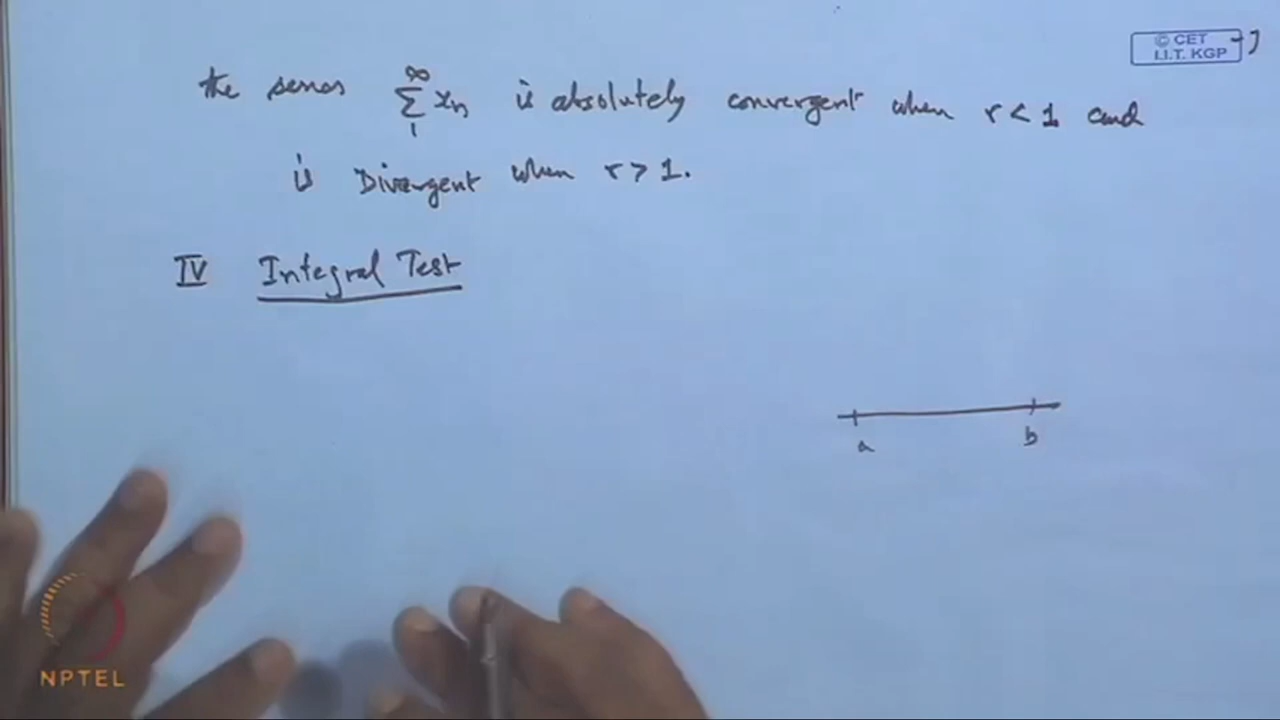 © CET
I.I.T. KGP
the series ∞ ∑ 1 xn is absolutely convergent when r < 1 and
is Divergent when r > 1.
IV Integral Test
a b
NPTEL